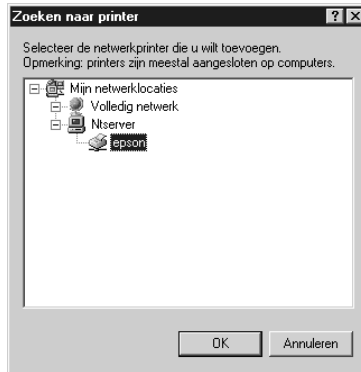 Zoeken naar printer
Selecteer de netwerkprinter die u wilt toevoegen.
Opmerking: printers zijn meestal aangesloten op computers.
Mijn netwerklocaties
Volledig netwerk
Ntserver
epson
OK
Annuleren